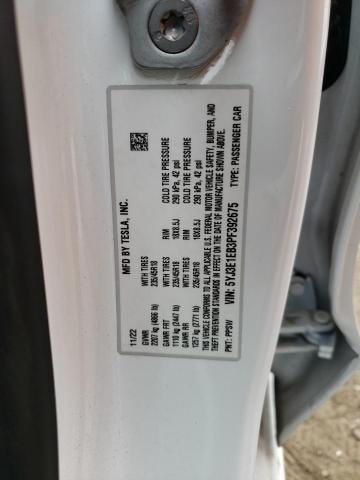 MFD BY TESLA, INC.
11/22
GVWR WITH TIRES RIM COLD TIRE PRESSURE
2207 kg (4866 lb) 235/45R18 18X8.5J 290 kPa, 42 psi
GAWR FRT WITH TIRES RIM COLD TIRE PRESSURE
1110 kg (2447 lb) 235/45R18 18X8.5J 290 kPa, 42 psi
GAWR RR
1257 kg (2771 lb)
THIS VEHICLE CONFORMS TO ALL APPLICABLE U.S. FEDERAL MOTOR VEHICLE SAFETY, BUMPER, AND
THEFT PREVENTION STANDARDS IN EFFECT ON THE DATE OF MANUFACTURE SHOWN ABOVE.
VIN: 5YJ3E1EB3PF392675
PNT: PPSW TYPE: PASSENGER CAR